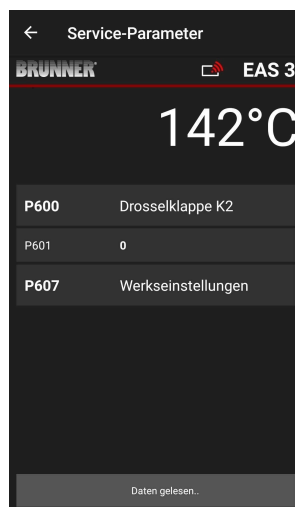 Service-Parameter
BRUNNER EAS 3
142°C
P600 Drosselklappe K2
P601 0
P607 Werkseinstellungen
Daten gelesen..